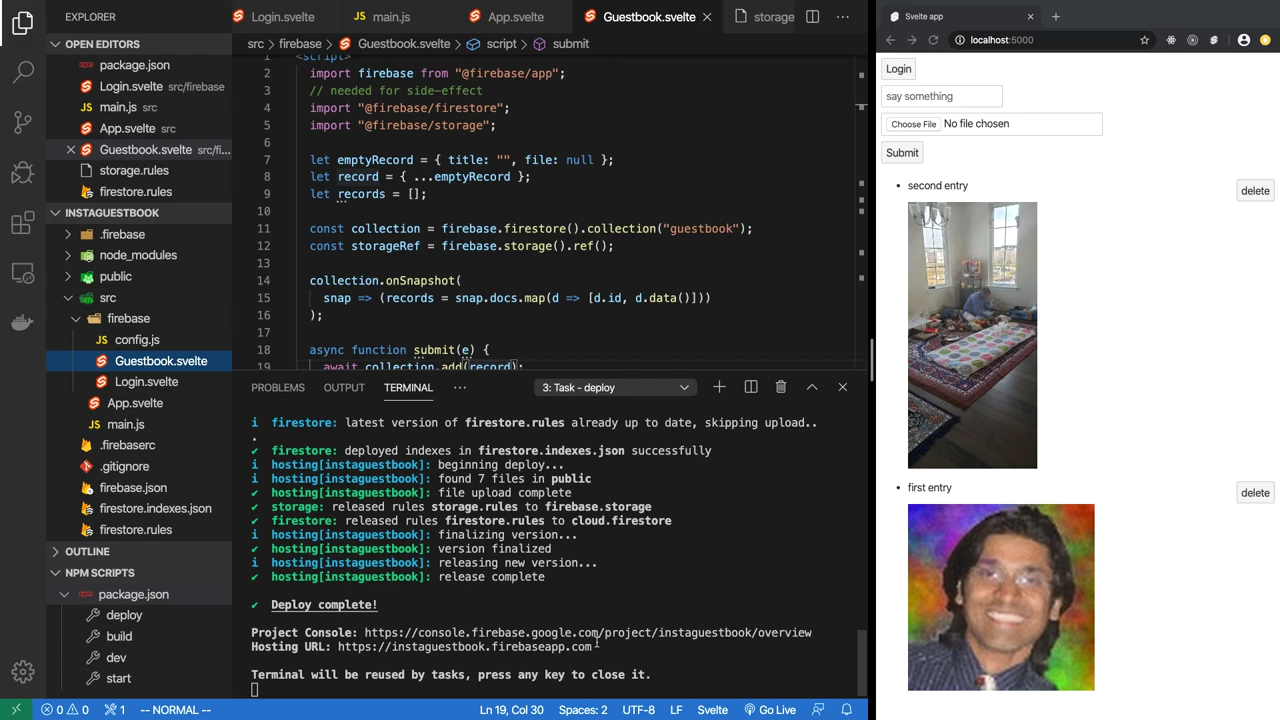 EXPLORER
OPEN EDITORS
package.json
Login.svelte src/firebase
main.js src
App.svelte src
Guestbook.svelte src/fi...
storage.rules
firestore.rules
INSTAGUESTBOOK
.firebase
node_modules
public
src
firebase
config.js
Guestbook.svelte
Login.svelte
App.svelte
main.js
.firebaserc
.gitignore
firebase.json
firestore.indexes.json
firestore.rules
OUTLINE
NPM SCRIPTS
package.json
deploy
build
dev
start
Login.svelte main.js App.svelte Guestbook.svelte storage
src > firebase > Guestbook.svelte > script > submit
1 <script>
2 import firebase from "@firebase/app";
3 // needed for side-effect
4 import "@firebase/firestore";
5 import "@firebase/storage";
6
7 let emptyRecord = { title: "", file: null };
8 let record = { ...emptyRecord };
9 let records = [];
10
11 const collection = firebase.firestore().collection("guestbook");
12 const storageRef = firebase.storage().ref();
13
14 collection.onSnapshot(
15 snap => (records = snap.docs.map(d => [d.id, d.data()]))
16 );
17
18 async function submit(e) {
19 await collection.add(record);
PROBLEMS OUTPUT TERMINAL ... 3: Task - deploy
i firestore: latest version of firestore.rules already up to date, skipping upload..
.
✔ firestore: deployed indexes in firestore.indexes.json successfully
i hosting[instaguestbook]: beginning deploy...
i hosting[instaguestbook]: found 7 files in public
✔ hosting[instaguestbook]: file upload complete
✔ storage: released rules storage.rules to firebase.storage
✔ firestore: released rules firestore.rules to cloud.firestore
i hosting[instaguestbook]: finalizing version...
✔ hosting[instaguestbook]: version finalized
i hosting[instaguestbook]: releasing new version...
✔ hosting[instaguestbook]: release complete
✔ Deploy complete!
Project Console: https://console.firebase.google.com/project/instaguestbook/overview
Hosting URL: https://instaguestbook.firebaseapp.com
Terminal will be reused by tasks, press any key to close it.
0 0 1 -- NORMAL -- Ln 19, Col 30 Spaces: 2 UTF-8 LF Svelte Go Live
Svelte app
localhost:5000
Login
say something
Choose File No file chosen
Submit
• second entry
delete
• first entry
delete